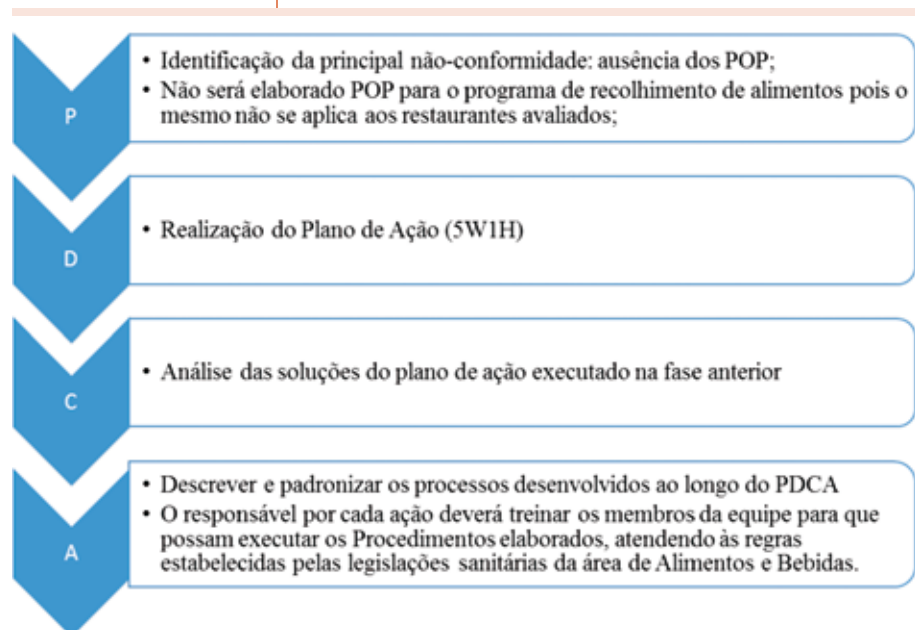 P
• Identificação da principal não-conformidade: ausência dos POP;
• Não será elaborado POP para o programa de recolhimento de alimentos pois o
mesmo não se aplica aos restaurantes avaliados;
D
• Realização do Plano de Ação (5W1H)
C
• Análise das soluções do plano de ação executado na fase anterior
A
• Descrever e padronizar os processos desenvolvidos ao longo do PDCA
• O responsável por cada ação deverá treinar os membros da equipe para que
possam executar os Procedimentos elaborados, atendendo às regras
estabelecidas pelas legislações sanitárias da área de Alimentos e Bebidas.